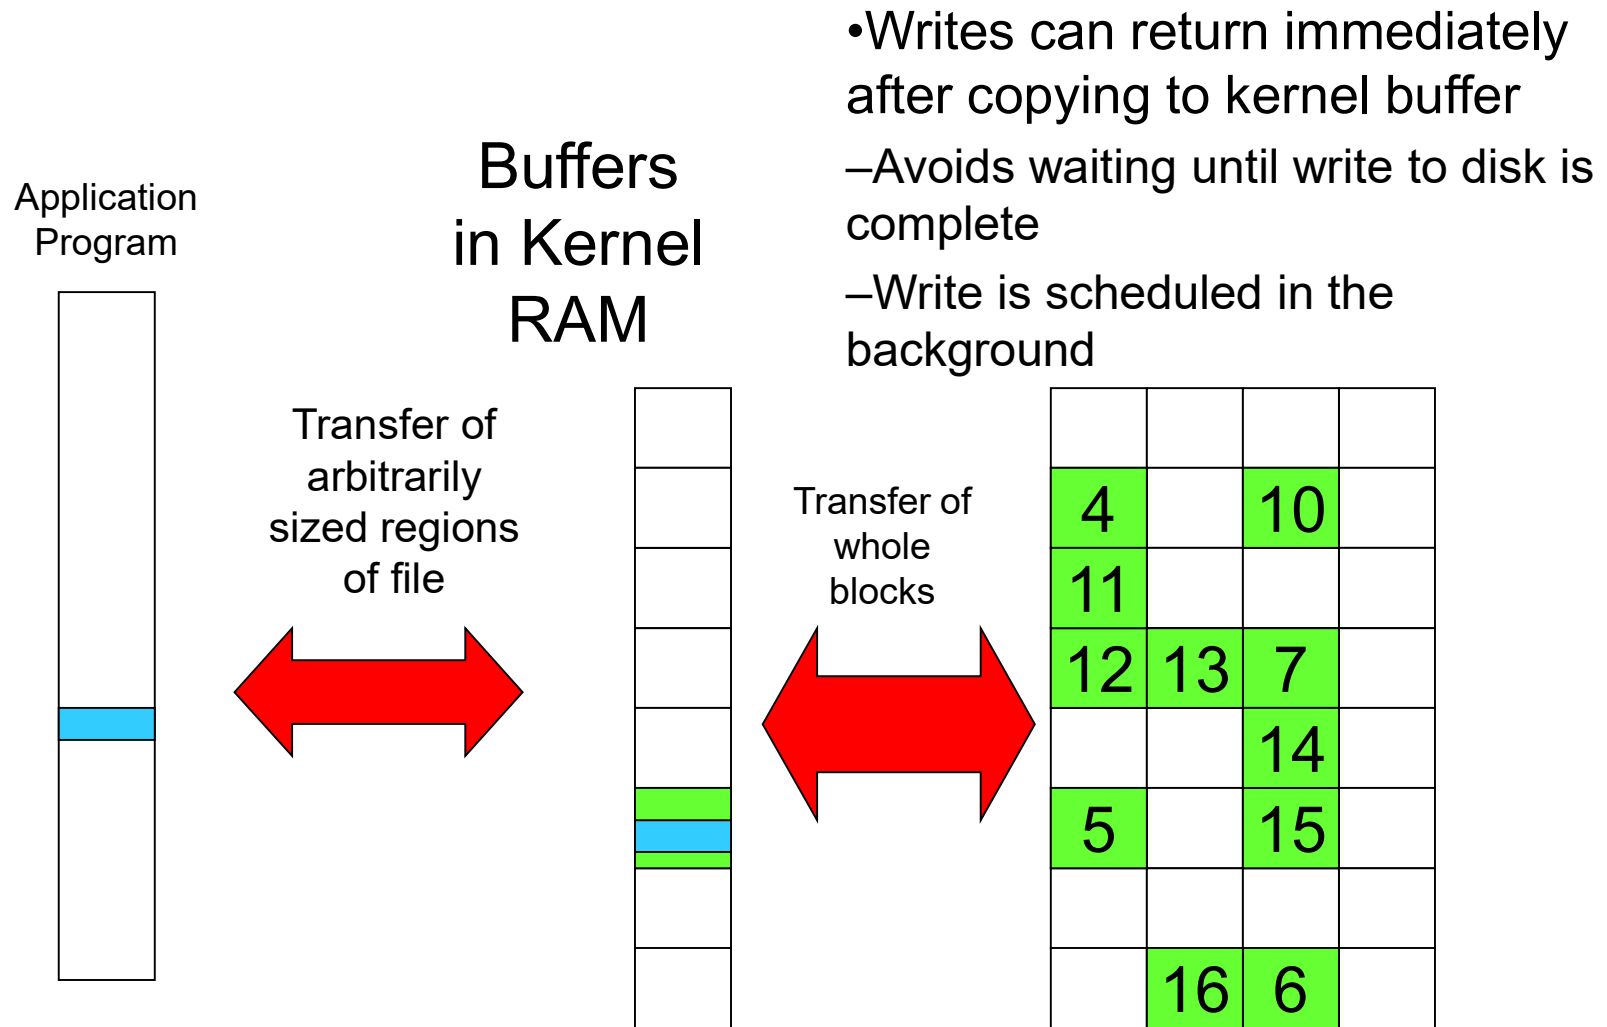 •Writes can return immediately
after copying to kernel buffer
–Avoids waiting until write to disk is
complete
–Write is scheduled in the
background
Buffers
in Kernel
RAM
Application
Program
Transfer of
arbitrarily
sized regions
of file
Transfer of
whole
blocks
4 10
11
12 13 7
14
5 15
16 6